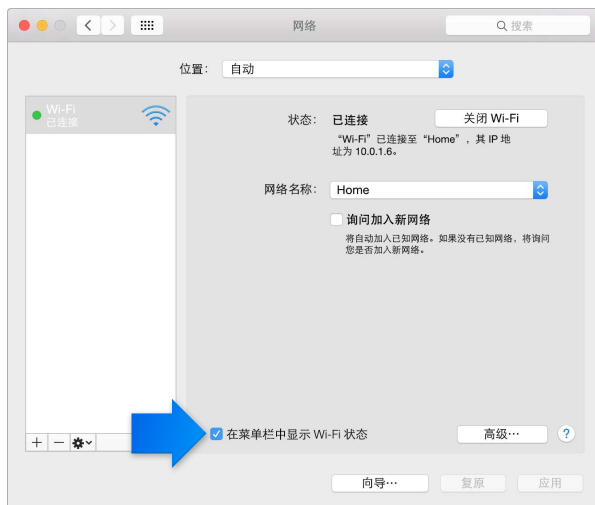 网络
搜索
位置：
自动
Wi-Fi
已连接
状态：
已连接
关闭 Wi-Fi
“Wi-Fi”已连接至“Home”，其 IP 地
址为 10.0.1.6。
网络名称：
Home
询问加入新网络
将自动加入已知网络。如果没有已知网络，将询问
您是否加入新网络。
在菜单栏中显示 Wi-Fi 状态
高级…
?
向导…
复原
应用